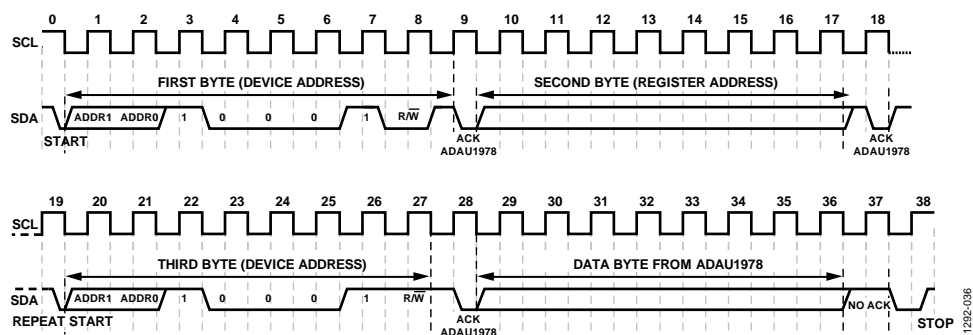 0 1 2 3 4 5 6 7 8 9 10 11 12 13 14 15 16 17 18
SCL
FIRST BYTE (DEVICE ADDRESS) SECOND BYTE (REGISTER ADDRESS)
SDA ADDR1 ADDR0 1 0 0 0 1 R/W
START ACK ADAU1978 ACK ADAU1978
19 20 21 22 23 24 25 26 27 28 29 30 31 32 33 34 35 36 37 38
SCL
THIRD BYTE (DEVICE ADDRESS) DATA BYTE FROM ADAU1978
SDA ADDR1 ADDR0 1 0 0 0 1 R/W NO ACK
REPEAT START ACK ADAU1978 STOP
1292-036